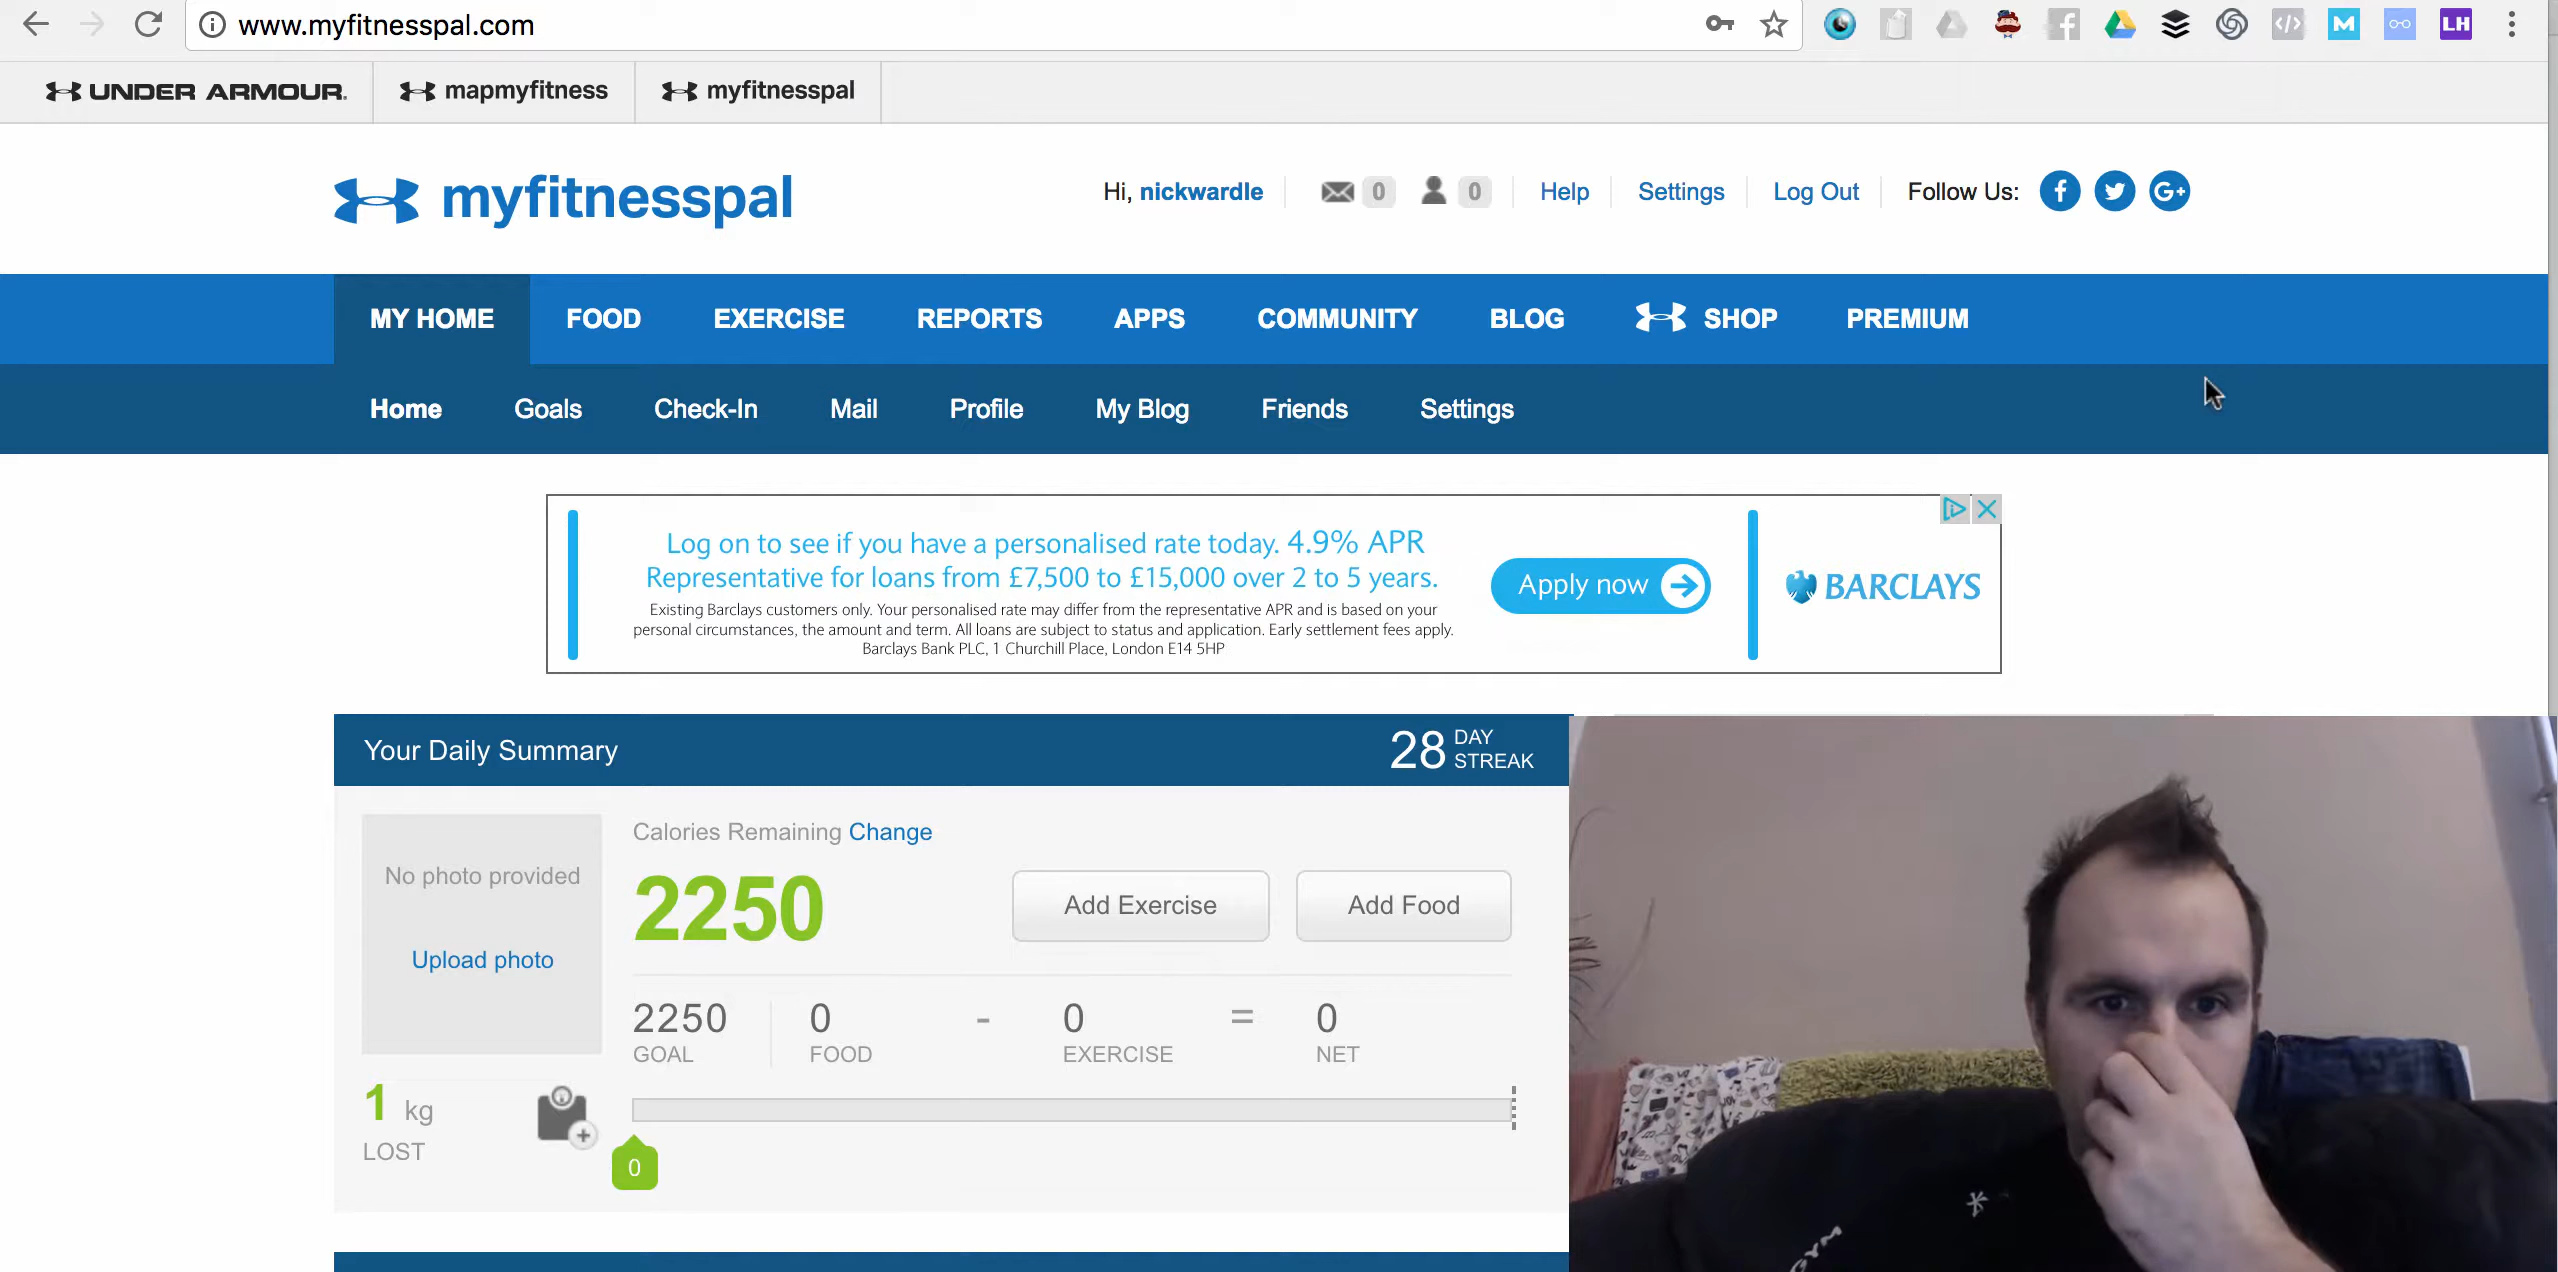 www.myfitnesspal.com
M
LH
UNDER ARMOUR.
mapmyfitness
myfitnesspal
myfitnesspal
Hi, nickwardle
0
0
Help
Settings
Log Out
Follow Us:
G+
MY HOME
FOOD
EXERCISE
REPORTS
APPS
COMMUNITY
BLOG
SHOP
PREMIUM
Home
Goals
Check-In
Mail
Profile
My Blog
Friends
Settings
Log on to see if you have a personalised rate today. 4.9% APR
Representative for loans from £7,500 to £15,000 over 2 to 5 years.
Existing Barclays customers only. Your personalised rate may differ from the representative APR and is based on your
personal circumstances, the amount and term. All loans are subject to status and application. Early settlement fees apply.
Barclays Bank PLC, 1 Churchill Place, London E14 5HP
Apply now
BARCLAYS
Your Daily Summary
28 DAY
STREAK
No photo provided
Upload photo
Calories Remaining Change
2250
Add Exercise
Add Food
2250
GOAL
0
FOOD
-
0
EXERCISE
=
0
NET
1 kg
LOST
0